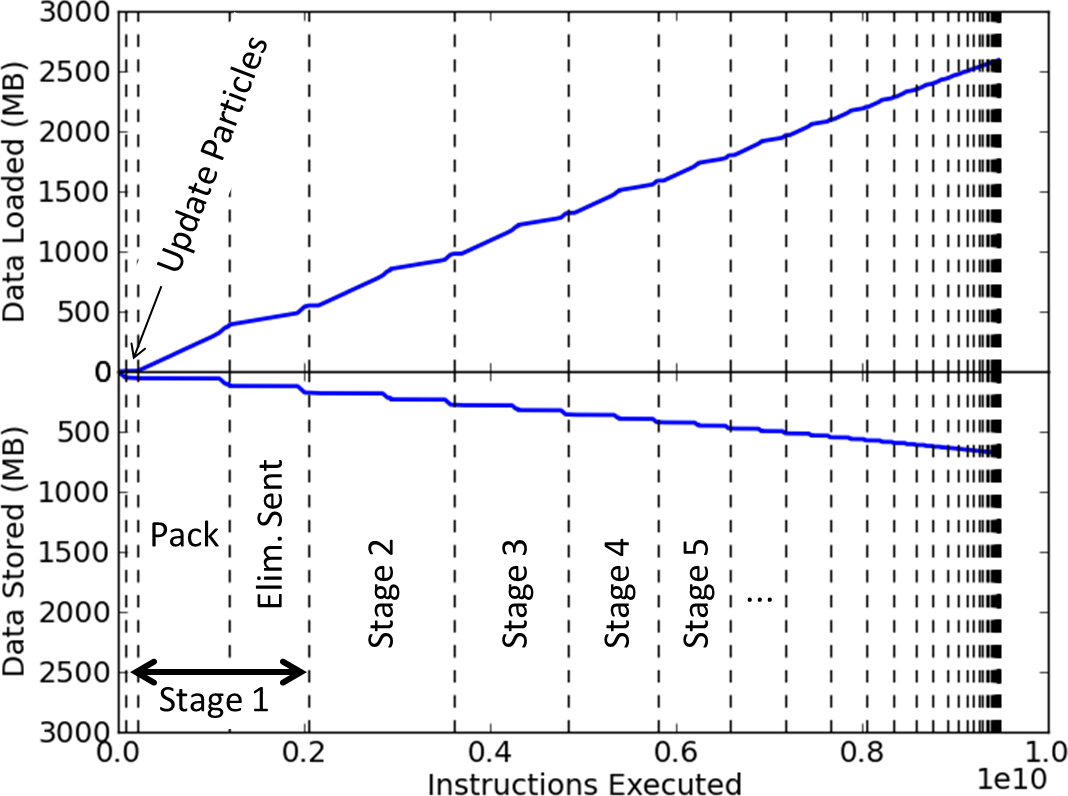 3000
2500
2000
1500
1000
500
0
500
1000
1500
2000
2500
3000
Data Loaded (MB)
Data Stored (MB)
Update Particles
Pack
Elim. Sent
Stage 1
Stage 2
Stage 3
Stage 4
Stage 5
...
0.0 0.2 0.4 0.6 0.8 1.0
1e10
Instructions Executed